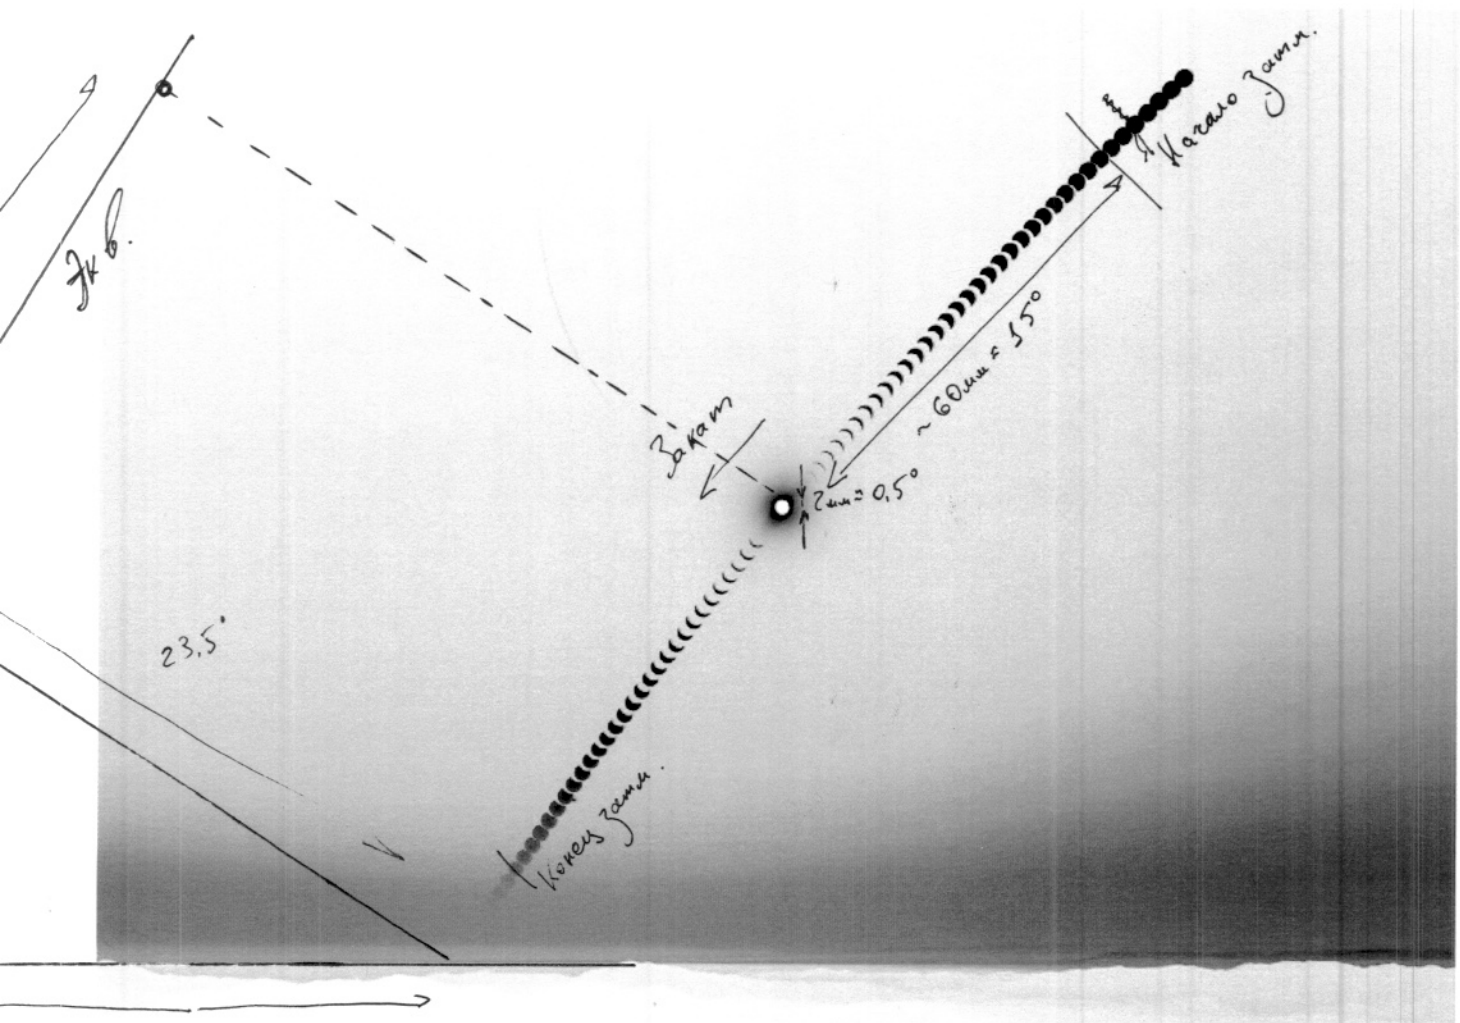 Начало затм.
Экв.
~ 60мм = 15°
Закат
2мм = 0,5°
23,5°
Конец затм.